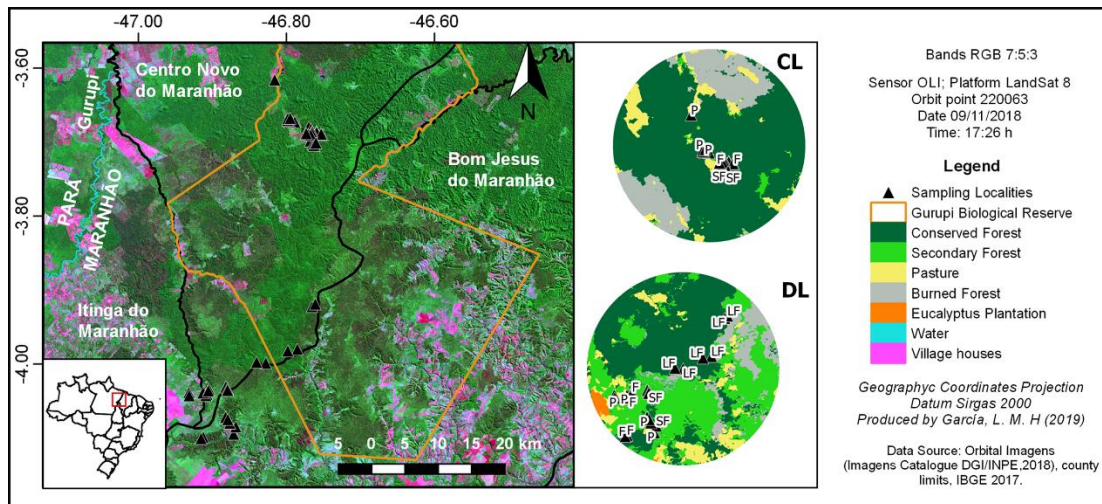 -47.00
-46.80
-46.60
-3.60
-3.80
-4.00
Centro Novo
do Maranhão
Gurupi
PARÁ
MARANHÃO
Bom Jesus
do Maranhão
Itinga do
Maranhão
N
5 0 5 10 15 20 km
CL
P
P
P
F
F
SF
SF
DL
LF
LF
LF
LF
LF
LF
F
P
P
F
SF
P
SF
F
F
P
Bands RGB 7:5:3
Sensor OLI; Platform LandSat 8
Orbit point 220063
Date 09/11/2018
Time: 17:26 h
Legend
Sampling Localities
Gurupi Biological Reserve
Conserved Forest
Secondary Forest
Pasture
Burned Forest
Eucalyptus Plantation
Water
Village houses
Geographyc Coordinates Projection
Datum Sirgas 2000
Produced by García, L. M. H (2019)
Data Source: Orbital Imagens
(Imagens Catalogue DGI/INPE,2018), county
limits, IBGE 2017.